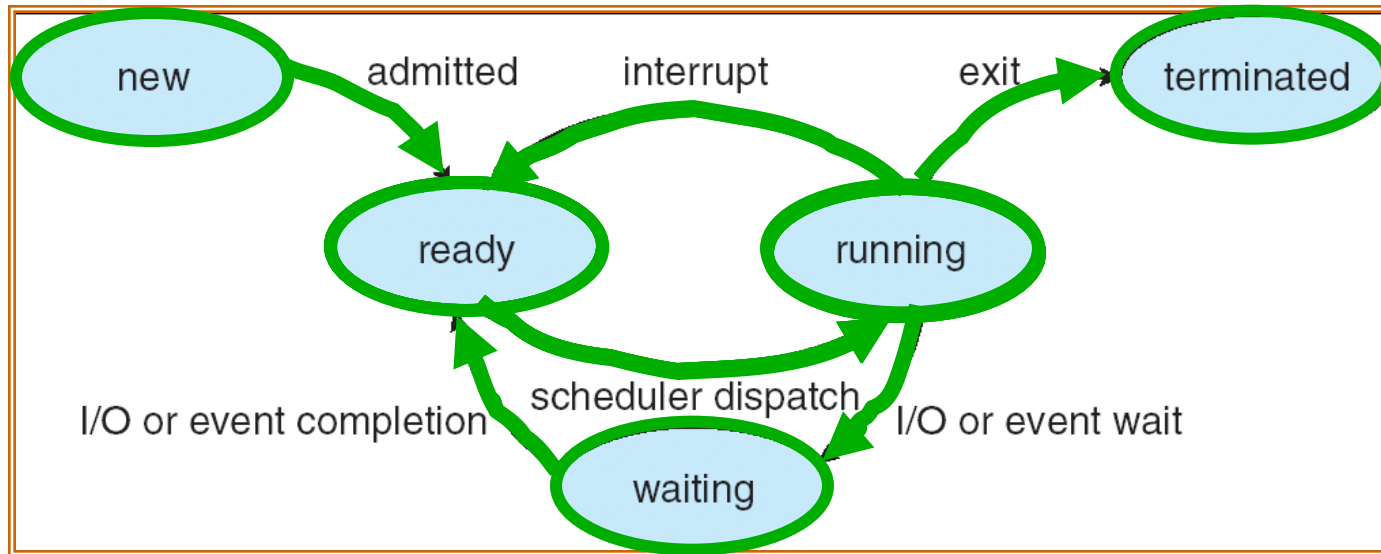 new
admitted
interrupt
exit
terminated
ready
running
scheduler dispatch
I/O or event completion
I/O or event wait
waiting